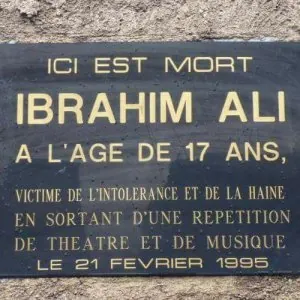 ICI EST MORT
IBRAHIM ALI
A L'AGE DE 17 ANS,
VICTIME DE L'INTOLERANCE ET DE LA HAINE
EN SORTANT D'UNE REPETITION
DE THEATRE ET DE MUSIQUE
LE 21 FEVRIER 1995